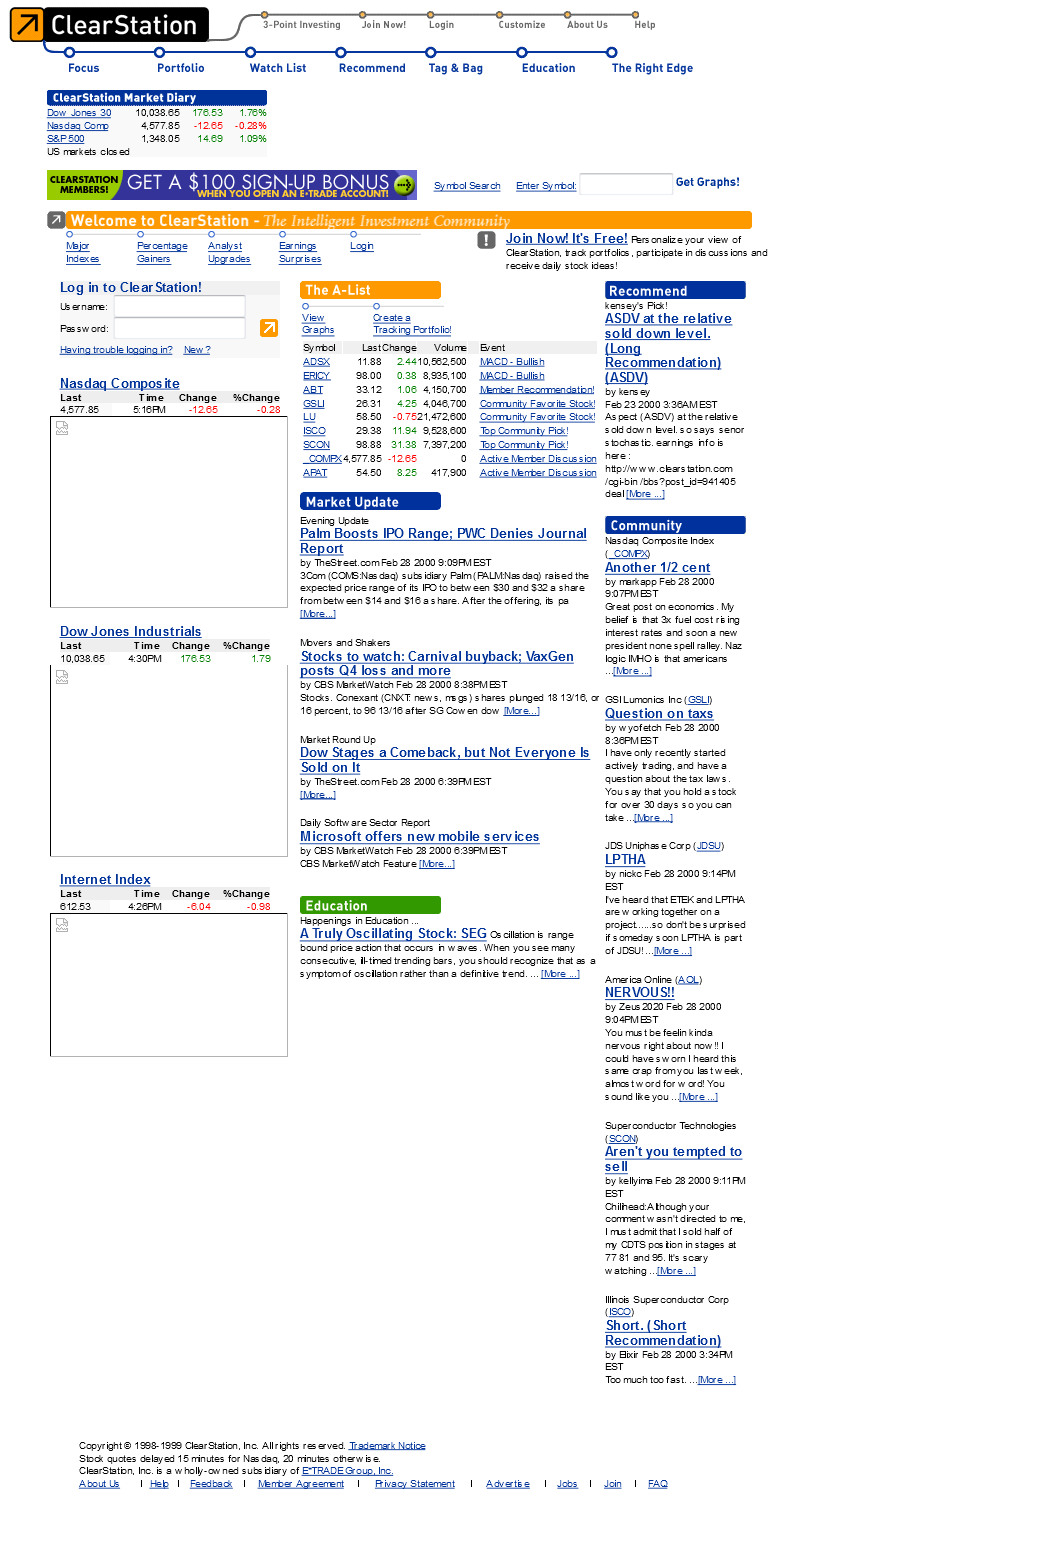 ClearStation
3-Point Investing Join Now! Login Customize About Us Help
Focus Portfolio Watch List Recommend Tag & Bag Education The Right Edge
ClearStation Market Diary
Dow Jones 30 10,038.65 176.53 1.76%
Nasdaq Comp 4,577.85 -12.65 -0.28%
S&P 500 1,348.05 14.69 1.09%
US markets closed
CLEARSTATION MEMBERS! GET A $100 SIGN-UP BONUS
WHEN YOU OPEN AN E*TRADE ACCOUNT!
Symbol Search Enter Symbol: Get Graphs!
Welcome to ClearStation - The Intelligent Investment Community
Major Indexes
Percentage Gainers
Analyst Upgrades
Earnings Surprises
Login
Join Now! It's Free! Personalize your view of
ClearStation, track portfolios, participate in discussions and
receive daily stock ideas!
Log in to ClearStation!
Username:
Password:
Having trouble logging in? New?
Nasdaq Composite
Last Time Change %Change
4,577.85 5:16PM -12.65 -0.28
Dow Jones Industrials
Last Time Change %Change
10,038.65 4:30PM 176.53 1.79
Internet Index
Last Time Change %Change
612.53 4:26PM -6.04 -0.98
The A-List
View Graphs
Create a Tracking Portfolio!
Symbol Last Change Volume Event
ADSX 11.88 2.44 10,562,500 MACD - Bullish
ERICY 98.00 0.38 8,935,100 MACD - Bullish
ABT 33.12 1.06 4,150,700 Member Recommendation!
GSLI 26.31 4.25 4,046,700 Community Favorite Stock!
LU 58.50 -0.75 21,472,600 Community Favorite Stock!
ISCO 29.38 11.94 9,528,600 Top Community Pick!
SCON 98.88 31.38 7,397,200 Top Community Pick!
_COMPX 4,577.85 -12.65 0 Active Member Discussion
APAT 54.50 8.25 417,900 Active Member Discussion
Market Update
Evening Update
Palm Boosts IPO Range; PWC Denies Journal
Report
by TheStreet.com Feb 28 2000 9:09PM EST
3Com (COMS:Nasdaq) subsidiary Palm (PALM:Nasdaq) raised the
expected price range of its IPO to between $30 and $32 a share
from between $14 and $16 a share. After the offering, its pa
[More...]
Movers and Shakers
Stocks to watch: Carnival buyback; VaxGen
posts Q4 loss and more
by CBS MarketWatch Feb 28 2000 8:38PM EST
Stocks. Conexant (CNXT: news, msgs) shares plunged 18 13/16, or
16 percent, to 96 13/16 after SG Cowen dow [More...]
Market Round Up
Dow Stages a Comeback, but Not Everyone Is
Sold on It
by TheStreet.com Feb 28 2000 6:39PM EST
[More...]
Daily Software Sector Report
Microsoft offers new mobile services
by CBS MarketWatch Feb 28 2000 6:39PM EST
CBS MarketWatch Feature [More...]
Education
Happenings in Education ...
A Truly Oscillating Stock: SEG Oscillation is range
bound price action that occurs in waves. When you see many
consecutive, ill-timed trending bars, you should recognize that as a
symptom of oscillation rather than a definitive trend. ... [More ...]
Recommend
kensey's Pick!
ASDV at the relative
sold down level.
(Long
Recommendation)
(ASDV)
by kensey
Feb 23 2000 3:36AM EST
Aspect (ASDV) at the relative
sold down level. so says senor
stochastic. earnings info is
here :
http://www.clearstation.com
/cgi-bin /bbs?post_id=941405
deal [More ...]
Community
Nasdaq Composite Index
(_COMPX)
Another 1/2 cent
by markapp Feb 28 2000
9:07PM EST
Great post on economics. My
belief is that 3x fuel cost rising
interest rates and soon a new
president none spell ralley. Naz
logic IMHO is that americans
...[More ...]
GSI Lumonics Inc (GSLI)
Question on taxs
by wyofetch Feb 28 2000
8:36PM EST
I have only recently started
actively trading, and have a
question about the tax laws.
You say that you hold a stock
for over 30 days so you can
take ...[More ...]
JDS Uniphase Corp (JDSU)
LPTHA
by nickc Feb 28 2000 9:14PM
EST
I've heard that ETEK and LPTHA
are working together on a
project......so don't be surprised
if someday soon LPTHA is part
of JDSU! ...[More ...]
America Online (AOL)
NERVOUS!!
by Zeus2020 Feb 28 2000
9:04PM EST
You must be feelin kinda
nervous right about now!! I
could have sworn I heard this
same crap from you last week,
almost word for word! You
sound like you ...[More ...]
Superconductor Technologies
(SCON)
Aren't you tempted to
sell
by kellyima Feb 28 2000 9:11PM
EST
Chilihead:Although your
comment wasn't directed to me,
I must admit that I sold half of
my CDTS position in stages at
77 81 and 95. It's scary
watching ...[More ...]
Illinois Superconductor Corp
(ISCO)
Short. (Short
Recommendation)
by Elixir Feb 28 2000 3:34PM
EST
Too much too fast. ...[More ...]
Copyright © 1998-1999 ClearStation, Inc. All rights reserved. Trademark Notice
Stock quotes delayed 15 minutes for Nasdaq, 20 minutes otherwise.
ClearStation, Inc. is a wholly-owned subsidiary of E*TRADE Group, Inc.
About Us | Help | Feedback | Member Agreement | Privacy Statement | Advertise | Jobs | Join | FAQ